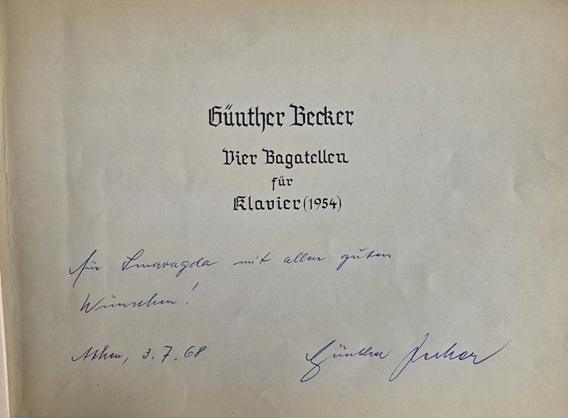 Günther Becker
Vier Bagatellen
für
Klavier (1954)
Für Smaragda mit allen guten
Wünschen!
Athen, 3.7.68
Günther Becker